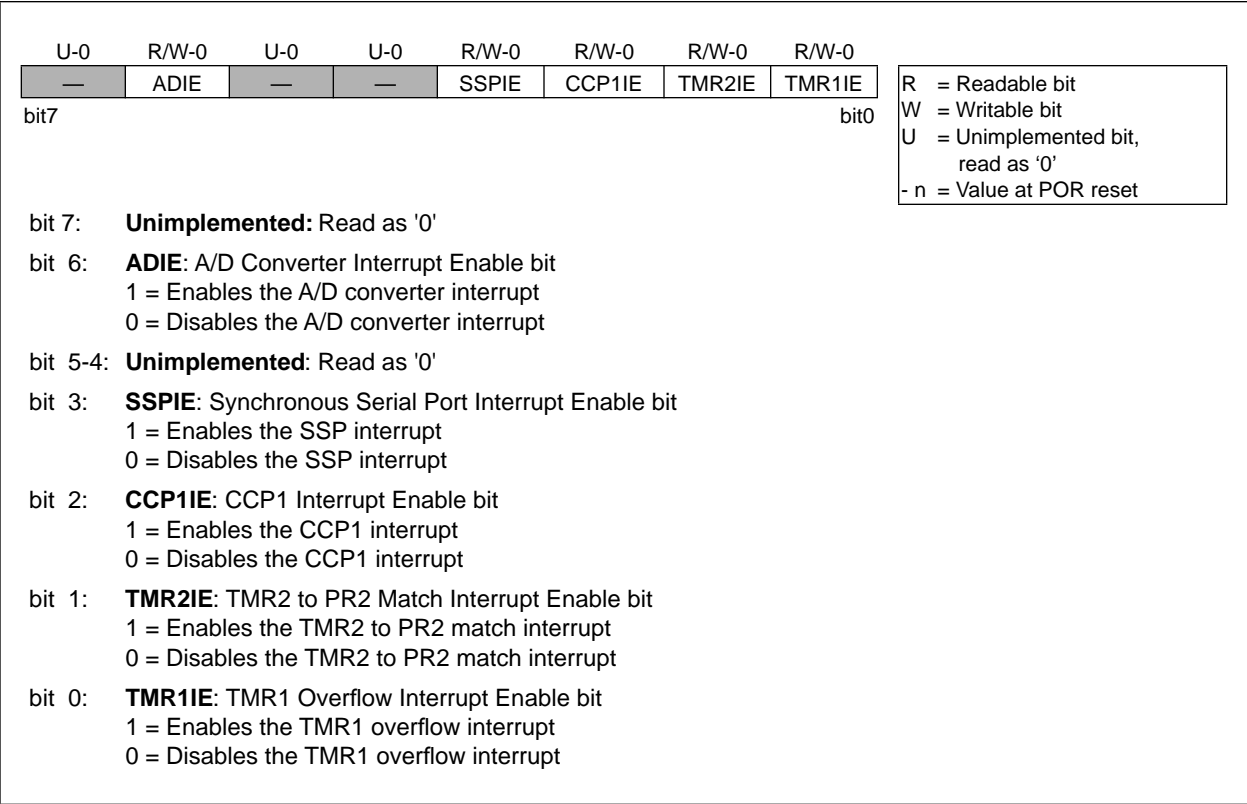 U-0 R/W-0 U-0 U-0 R/W-0 R/W-0 R/W-0 R/W-0
— ADIE — — SSPIE CCP1IE TMR2IE TMR1IE
bit7 bit0
R = Readable bit
W = Writable bit
U = Unimplemented bit,
read as ‘0’
- n = Value at POR reset
bit 7: Unimplemented: Read as '0'
bit 6: ADIE: A/D Converter Interrupt Enable bit
1 = Enables the A/D converter interrupt
0 = Disables the A/D converter interrupt
bit 5-4: Unimplemented: Read as '0'
bit 3: SSPIE: Synchronous Serial Port Interrupt Enable bit
1 = Enables the SSP interrupt
0 = Disables the SSP interrupt
bit 2: CCP1IE: CCP1 Interrupt Enable bit
1 = Enables the CCP1 interrupt
0 = Disables the CCP1 interrupt
bit 1: TMR2IE: TMR2 to PR2 Match Interrupt Enable bit
1 = Enables the TMR2 to PR2 match interrupt
0 = Disables the TMR2 to PR2 match interrupt
bit 0: TMR1IE: TMR1 Overflow Interrupt Enable bit
1 = Enables the TMR1 overflow interrupt
0 = Disables the TMR1 overflow interrupt